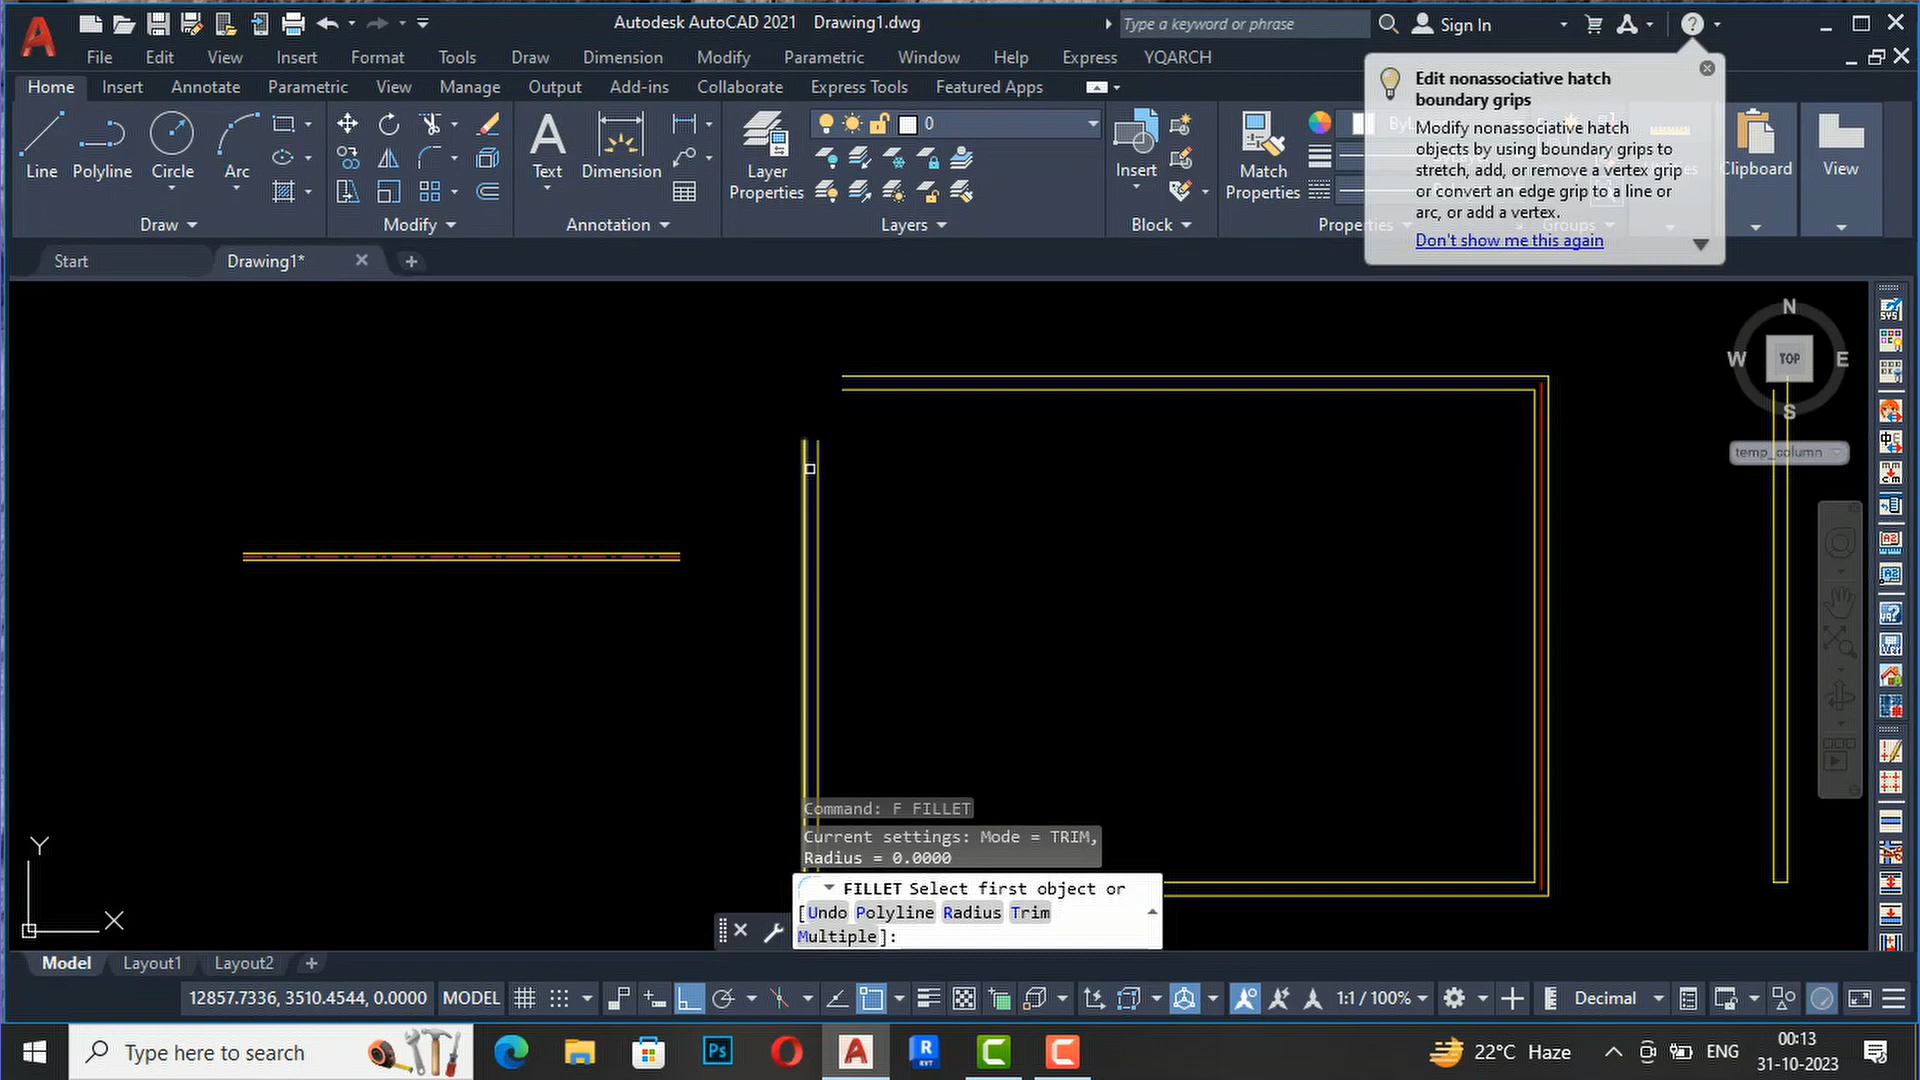 Autodesk AutoCAD 2021 Drawing1.dwg
Type a keyword or phrase
Sign In
File Edit View Insert Format Tools Draw Dimension Modify Parametric Window Help Express YQARCH
Home Insert Annotate Parametric View Manage Output Add-ins Collaborate Express Tools Featured Apps
Edit nonassociative hatch
boundary grips
Modify nonassociative hatch
objects by using boundary grips to
stretch, add, or remove a vertex grip
or convert an edge grip to a line or
arc, or add a vertex.
Don't show me this again
0
Line Polyline Circle Arc
Text Dimension
Layer
Properties
Insert
Match
Properties
Clipboard View
Draw Modify Annotation Layers Block Properties Groups
Start Drawing1*
N
W TOP E
S
temp_column
Command: F FILLET
Current settings: Mode = TRIM,
Radius = 0.0000
FILLET Select first object or
[Undo Polyline Radius Trim
Multiple]:
Y
X
Model Layout1 Layout2
12857.7336, 3510.4544, 0.0000 MODEL 1:1 / 100% Decimal
Type here to search
Ps
R
RVT
22°C Haze ENG
00:13
31-10-2023